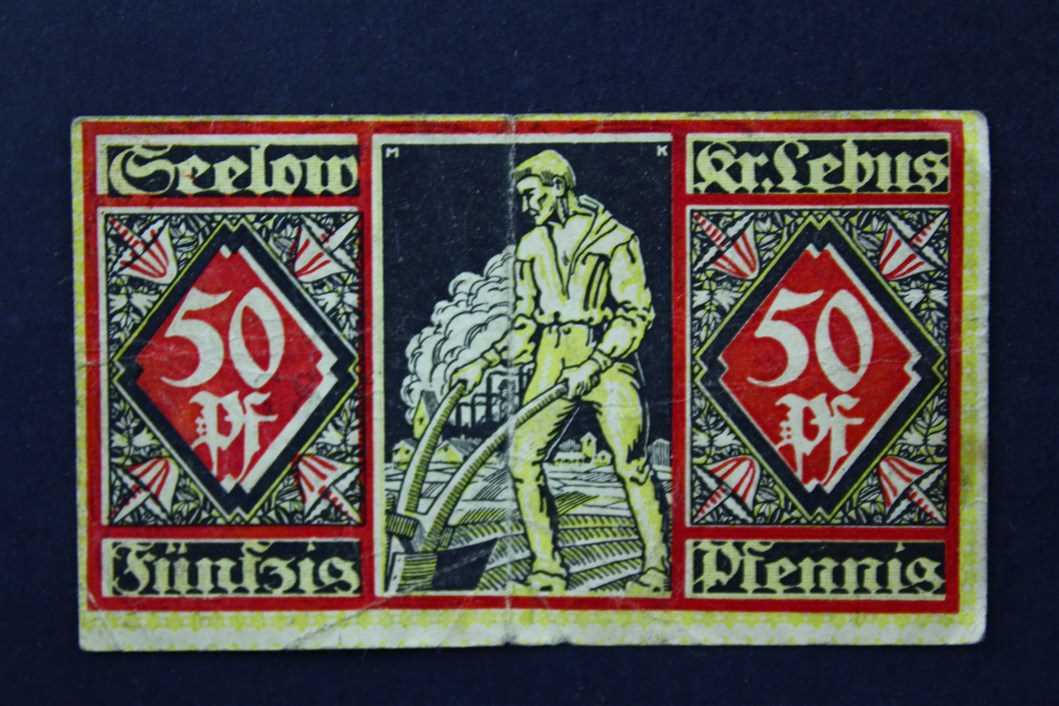 Seelow
M K
Kr. Lebus
50
Pf
50
Pf
Fünfzig
Pfennig